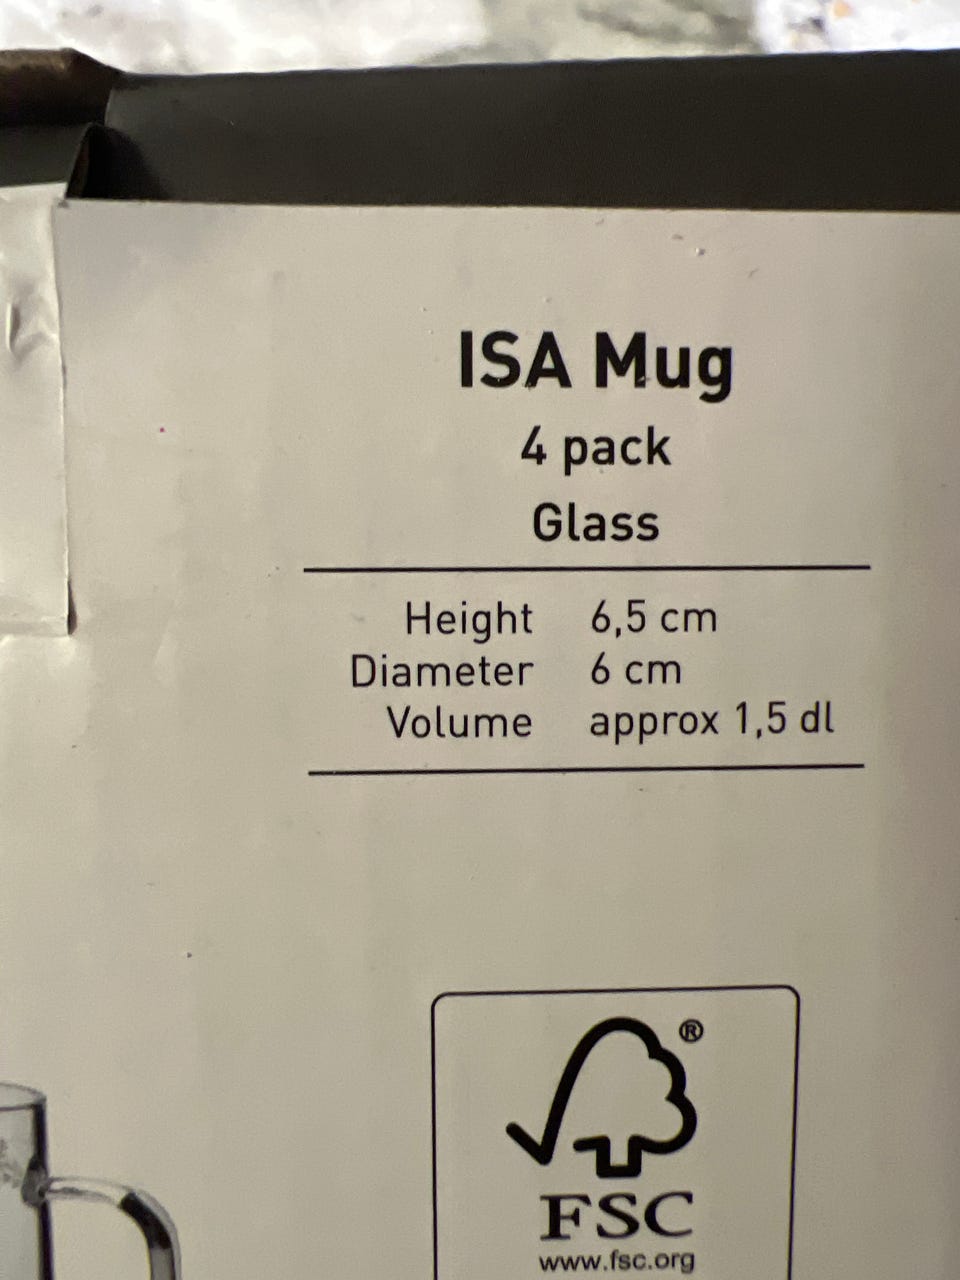 ISA Mug
4 pack
Glass
Height 6,5 cm
Diameter 6 cm
Volume approx 1,5 dl
®
FSC
www.fsc.org